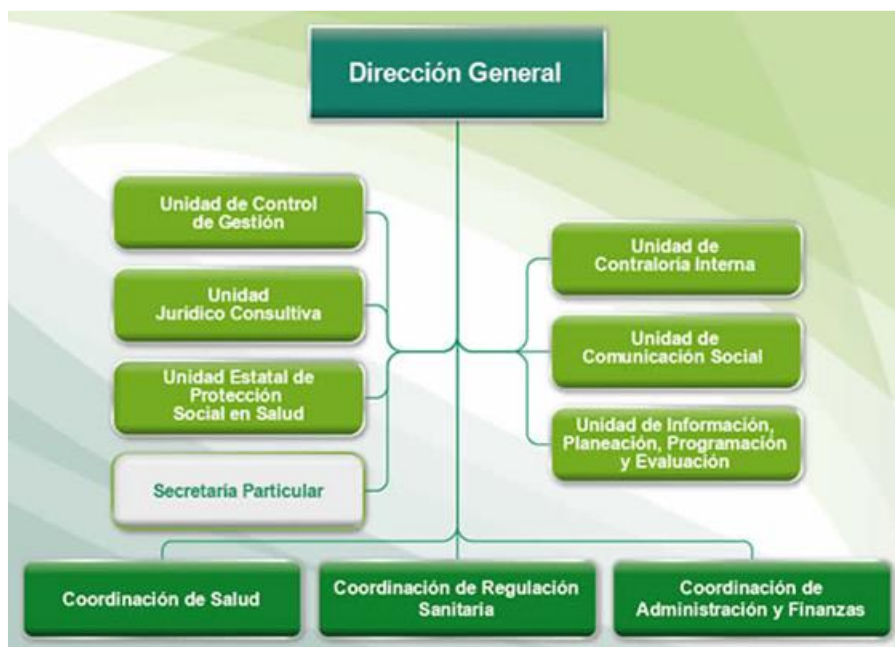 Dirección General
Unidad de Control
de Gestión
Unidad
Jurídico Consultiva
Unidad Estatal de
Protección
Social en Salud
Secretaría Particular
Unidad de
Contraloría Interna
Unidad de
Comunicación Social
Unidad de Información,
Planeación, Programación
y Evaluación
Coordinación de Salud
Coordinación de Regulación
Sanitaria
Coordinación de
Administración y Finanzas